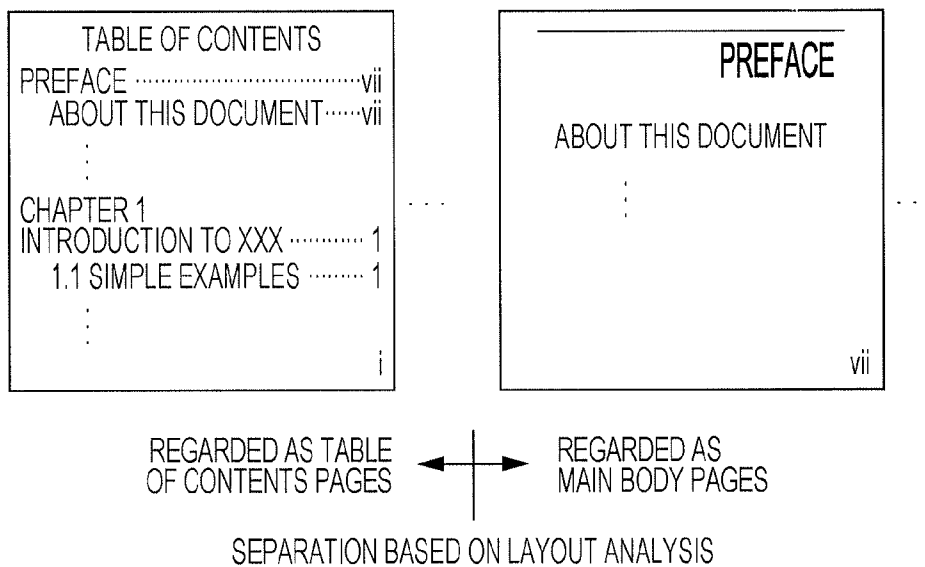 TABLE OF CONTENTS
PREFACE ································ vii
ABOUT THIS DOCUMENT ······ vii
CHAPTER 1
INTRODUCTION TO XXX ············ 1
1.1 SIMPLE EXAMPLES ········· 1
i
PREFACE
ABOUT THIS DOCUMENT
vii
REGARDED AS TABLE
OF CONTENTS PAGES
REGARDED AS
MAIN BODY PAGES
SEPARATION BASED ON LAYOUT ANALYSIS